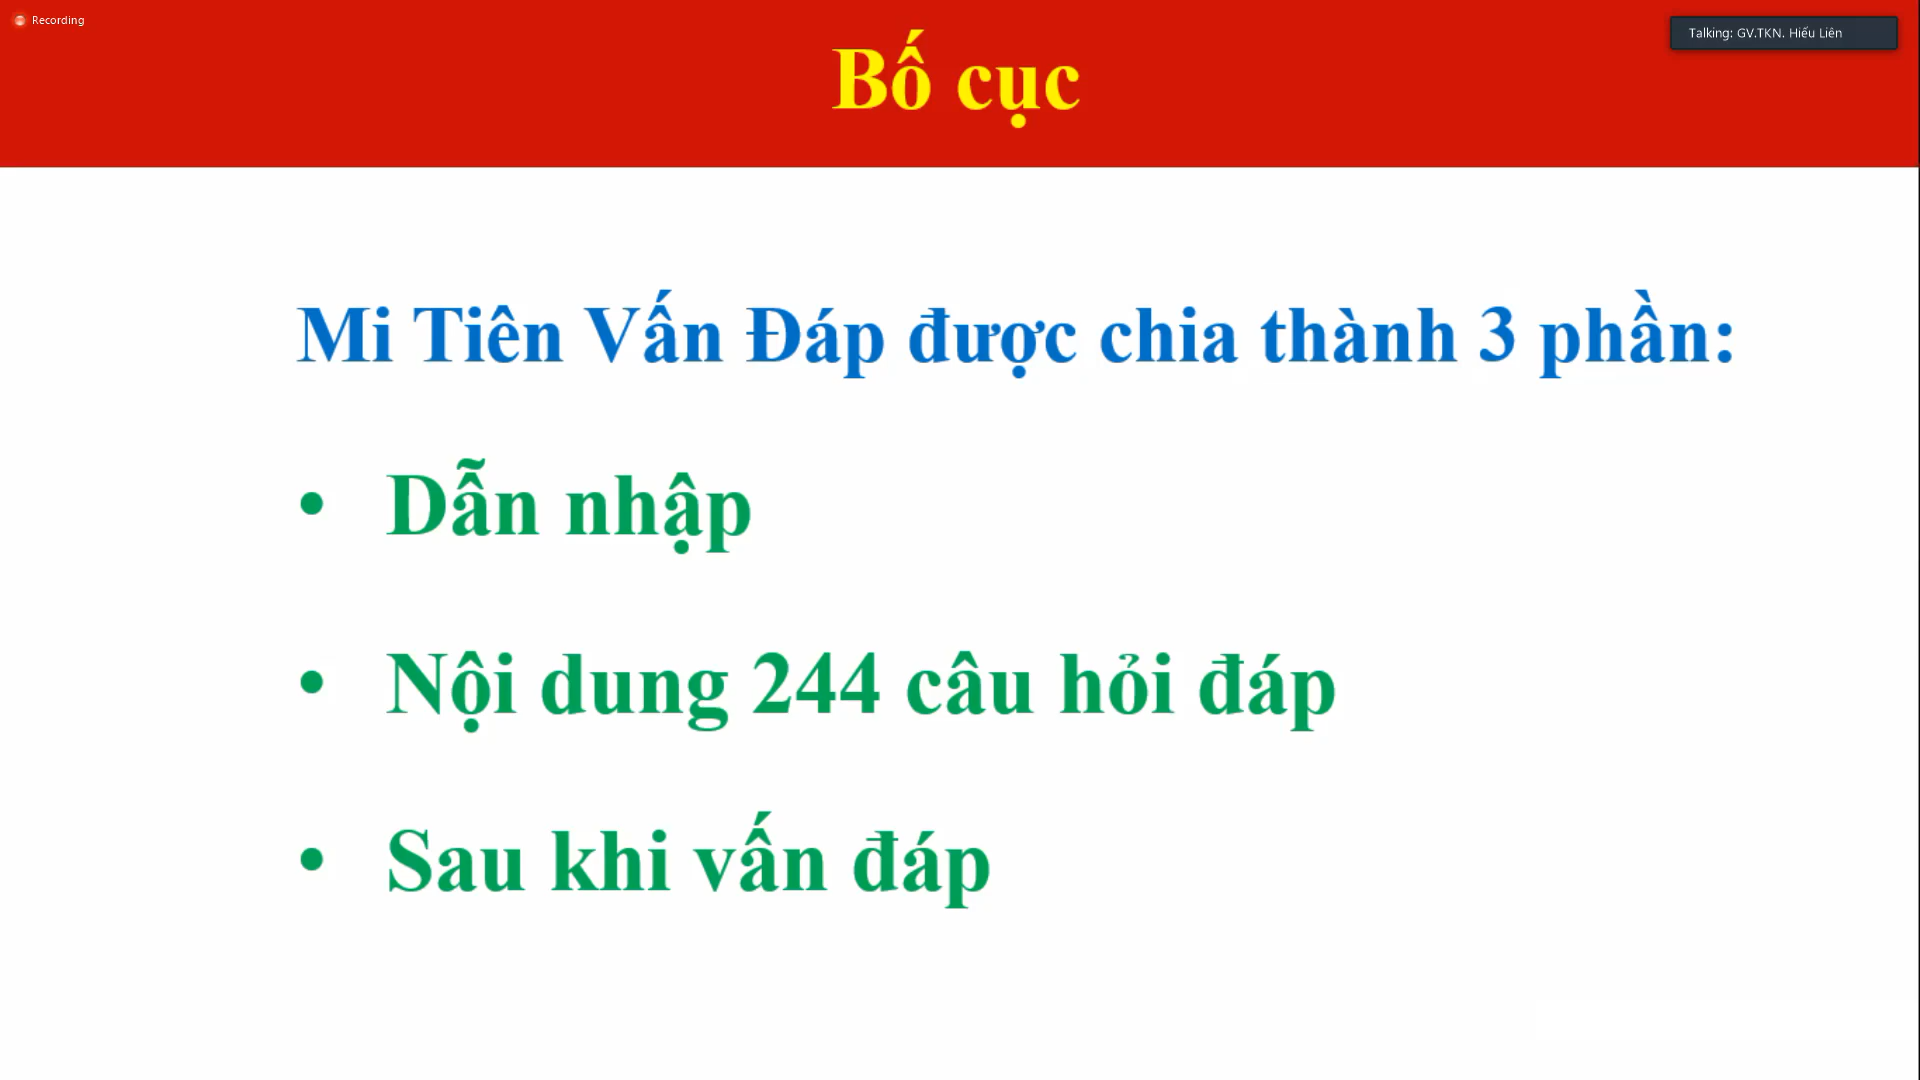 Recording
Talking: GV.TKN. Hiếu Liên
Bố cục
Mi Tiên Vấn Đáp được chia thành 3 phần:
• Dẫn nhập
• Nội dung 244 câu hỏi đáp
• Sau khi vấn đáp